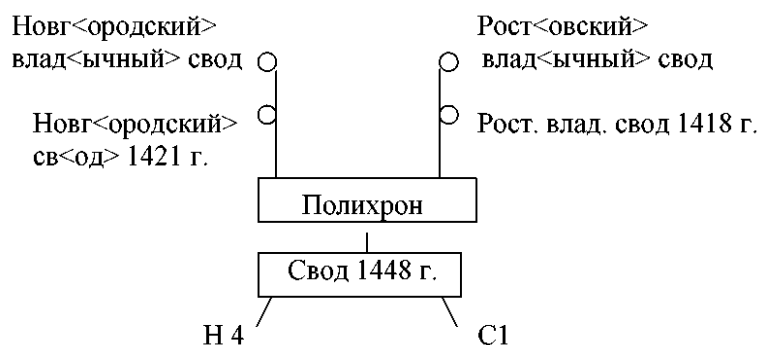 Новг<ородский>
влад<ычный> свод
Рост<овский>
влад<ычный> свод
Новг<ородский>
св<од> 1421 г.
Рост. влад. свод 1418 г.
Полихрон
Свод 1448 г.
Н 4
С1